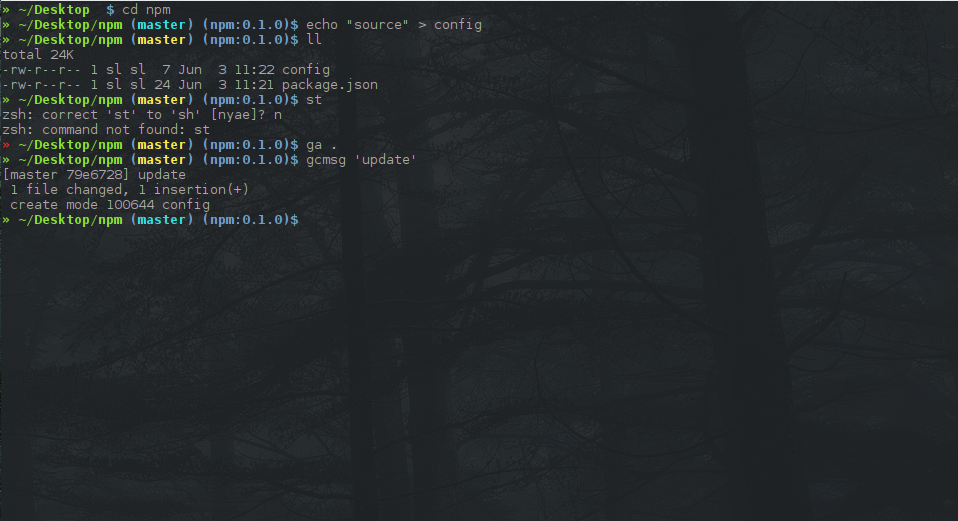 » ~/Desktop  $ cd npm
» ~/Desktop/npm (master) (npm:0.1.0)$ echo "source" > config
» ~/Desktop/npm (master) (npm:0.1.0)$ ll
total 24K
-rw-r--r-- 1 sl sl  7 Jun  3 11:22 config
-rw-r--r-- 1 sl sl 24 Jun  3 11:21 package.json
» ~/Desktop/npm (master) (npm:0.1.0)$ st
zsh: correct 'st' to 'sh' [nyae]? n
zsh: command not found: st
» ~/Desktop/npm (master) (npm:0.1.0)$ ga .
» ~/Desktop/npm (master) (npm:0.1.0)$ gcmsg 'update'
[master 79e6728] update
 1 file changed, 1 insertion(+)
 create mode 100644 config
» ~/Desktop/npm (master) (npm:0.1.0)$